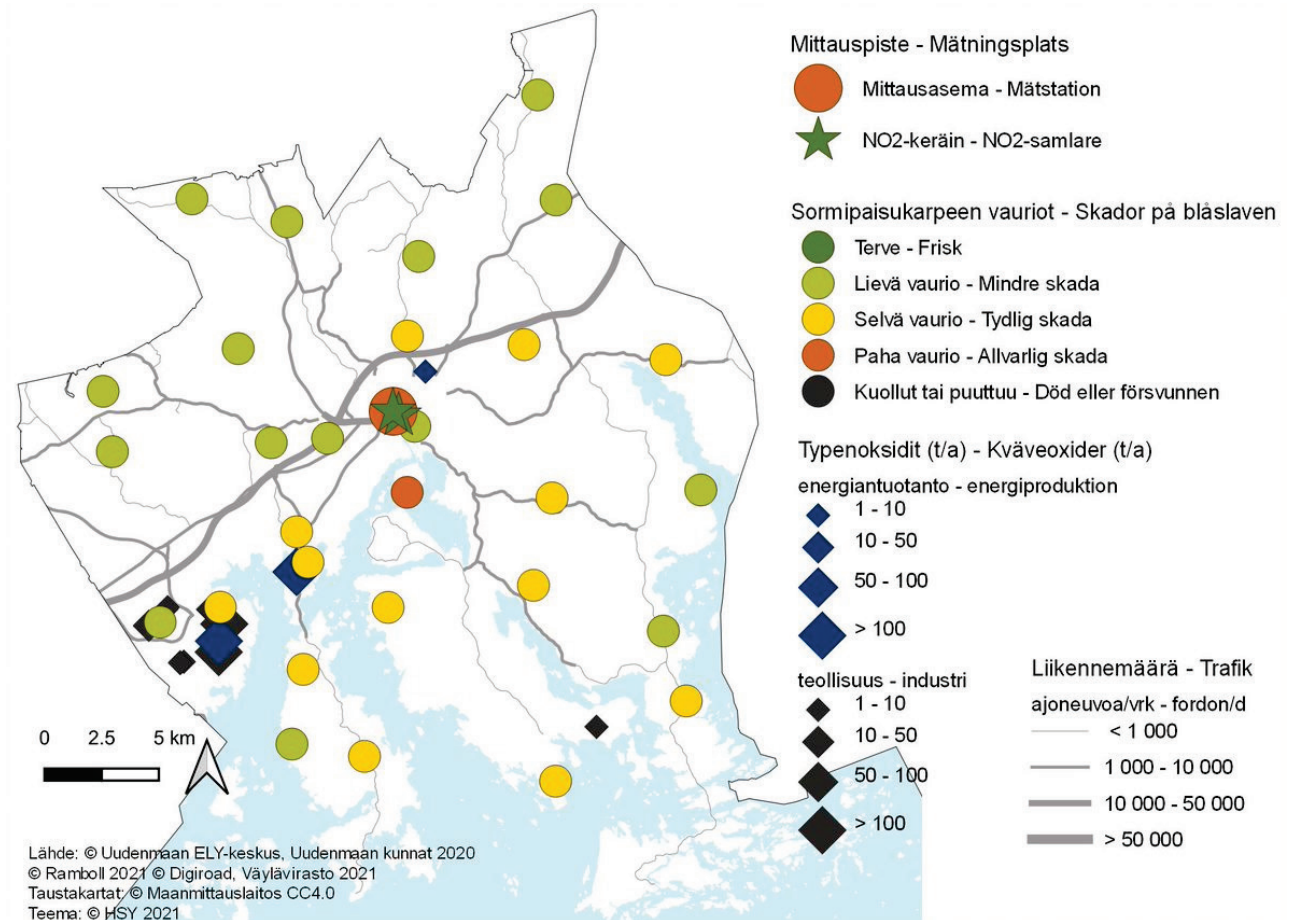 Mittauspiste - Mätningsplats
Mittausasema - Mätstation
NO2-keräin - NO2-samlare
Sormipaisukarpeen vauriot - Skador på blåslaven
Terve - Frisk
Lievä vaurio - Mindre skada
Selvä vaurio - Tydlig skada
Paha vaurio - Allvarlig skada
Kuollut tai puuttuu - Död eller försvunnen
Typenoksidit (t/a) - Kväveoxider (t/a)
energiantuotanto - energiproduktion
1 - 10
10 - 50
50 - 100
> 100
teollisuus - industri
1 - 10
10 - 50
50 - 100
> 100
Liikennemäärä - Trafik
ajoneuvoa/vrk - fordon/d
< 1 000
1 000 - 10 000
10 000 - 50 000
> 50 000
0 2.5 5 km
Lähde: © Uudenmaan ELY-keskus, Uudenmaan kunnat 2020
© Ramboll 2021 © Digiroad, Väylävirasto 2021
Taustakartat: © Maanmittauslaitos CC4.0
Teema: © HSY 2021